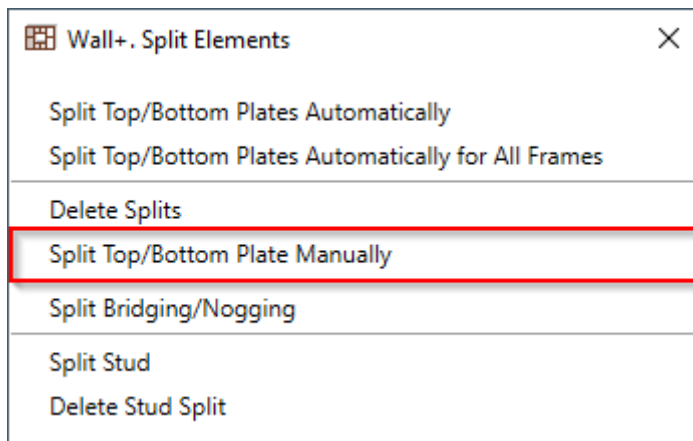 Wall+. Split Elements
Split Top/Bottom Plates Automatically
Split Top/Bottom Plates Automatically for All Frames
Delete Splits
Split Top/Bottom Plate Manually
Split Bridging/Nogging
Split Stud
Delete Stud Split